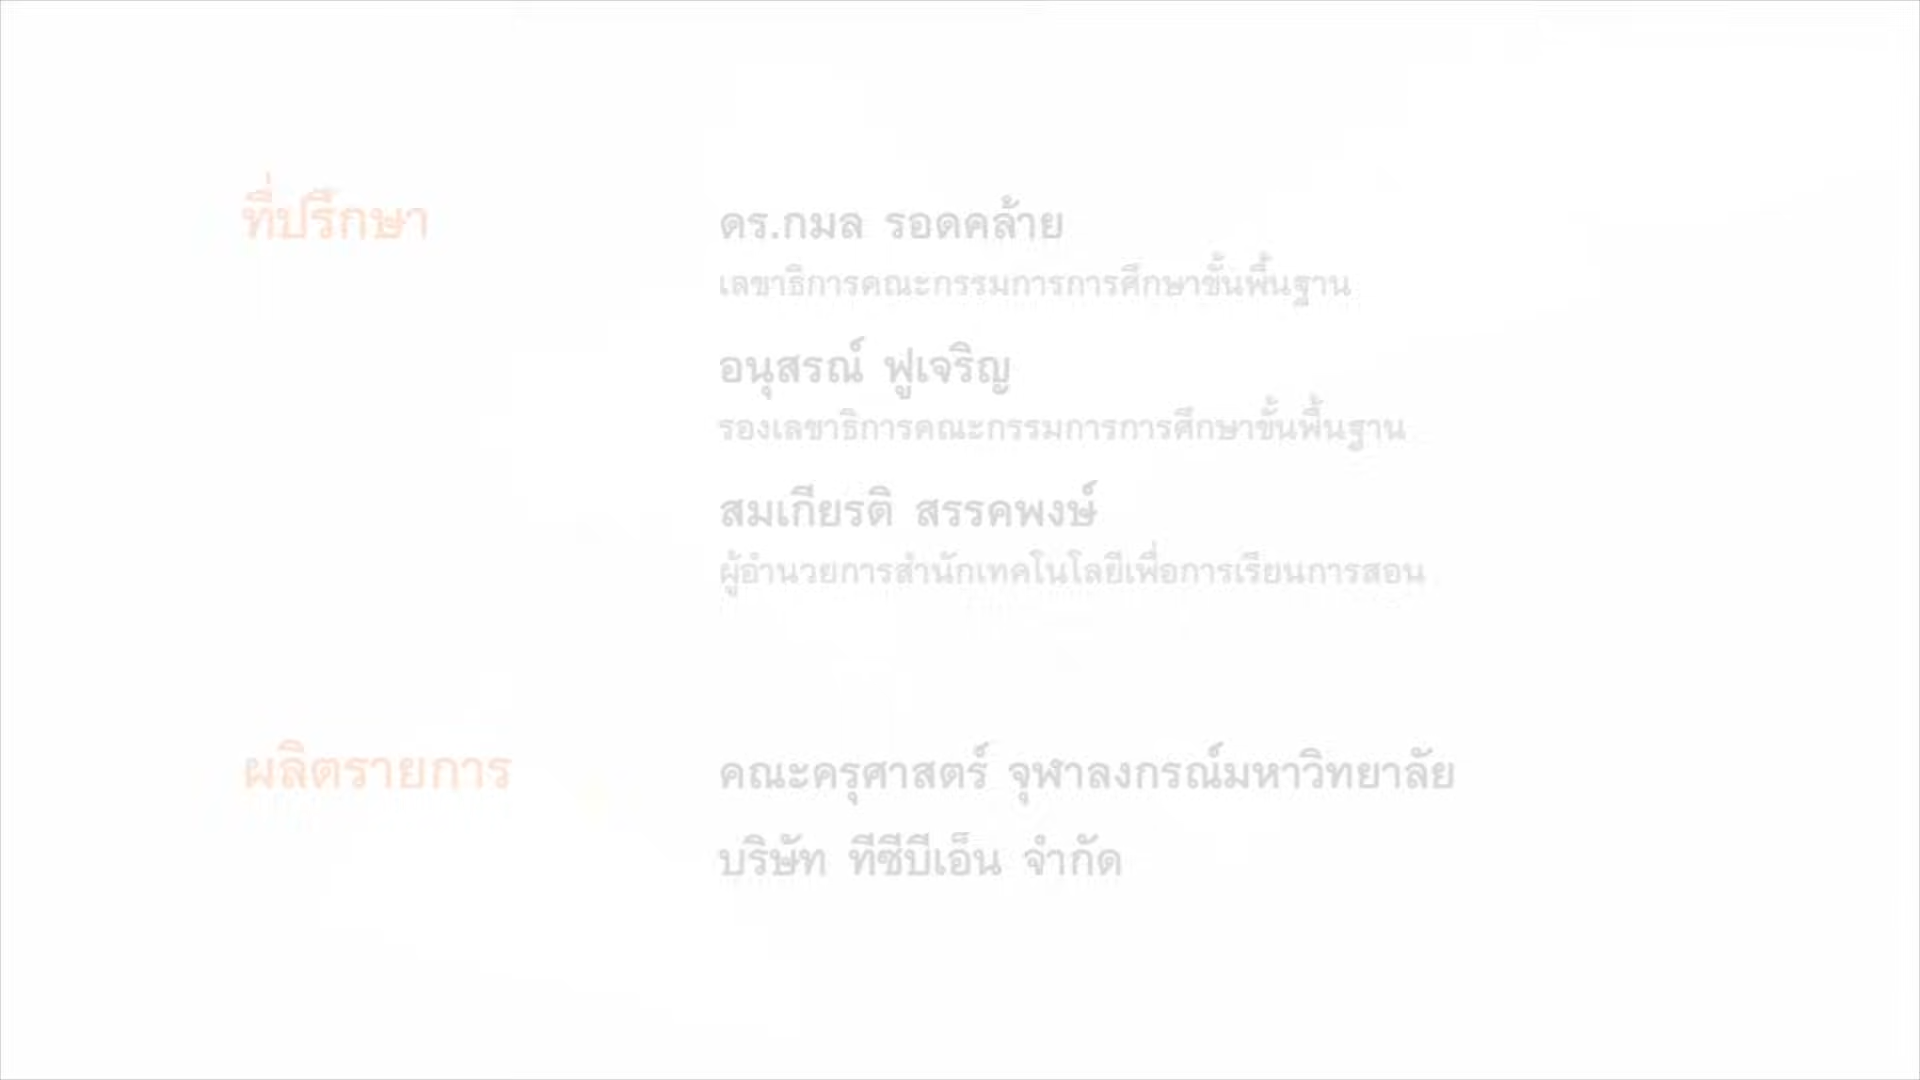 ที่ปรึกษา
ดร.กมล รอดคล้าย
เลขาธิการคณะกรรมการการศึกษาขั้นพื้นฐาน
อนุสรณ์ ฟูเจริญ
รองเลขาธิการคณะกรรมการการศึกษาขั้นพื้นฐาน
สมเกียรติ สรรคพงษ์
ผู้อำนวยการสำนักเทคโนโลยีเพื่อการเรียนการสอน
ผลิตรายการ
คณะครุศาสตร์ จุฬาลงกรณ์มหาวิทยาลัย
บริษัท ทีซีบีเอ็น จำกัด